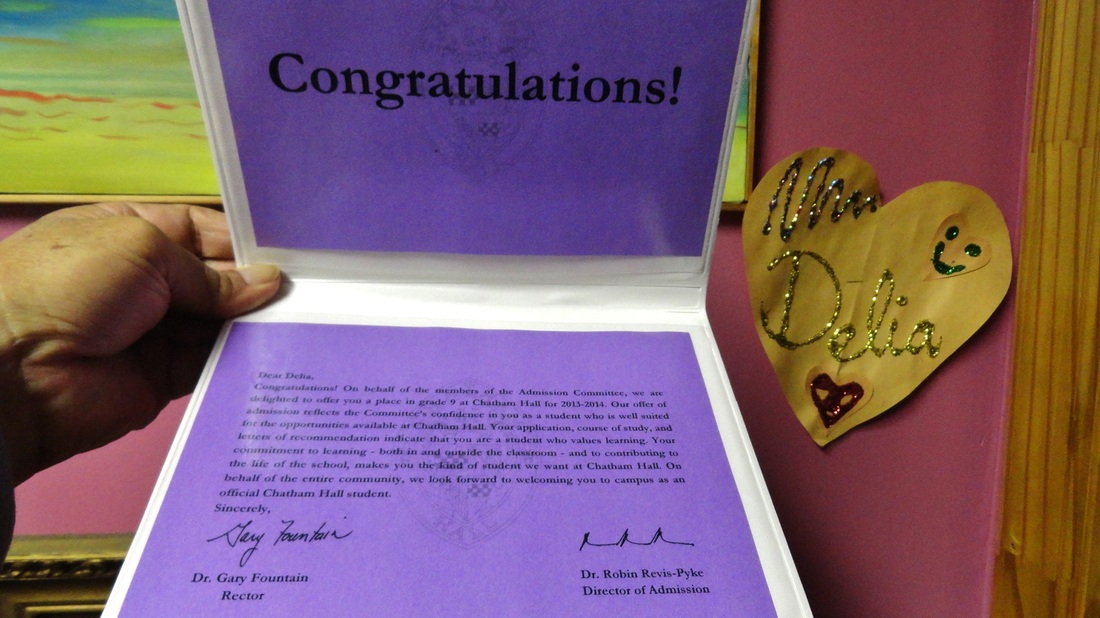 Congratulations!
Delia
Dear Delia,
Congratulations! On behalf of the members of the Admission Committee, we are
delighted to offer you a place in grade 9 at Chatham Hall for 2013-2014. Our offer of
admission reflects the Committee's confidence in you as a student who is well suited
for the opportunities available at Chatham Hall. Your application, course of study, and
letters of recommendation indicate that you are a student who values learning. Your
commitment to learning - both in and outside the classroom - and to contributing to
the life of the school, makes you the kind of student we want at Chatham Hall. On
behalf of the entire community, we look forward to welcoming you to campus as an
official Chatham Hall student.
Sincerely,
Gary Fountain
Dr. Gary Fountain
Rector
Dr. Robin Revis-Pyke
Director of Admission